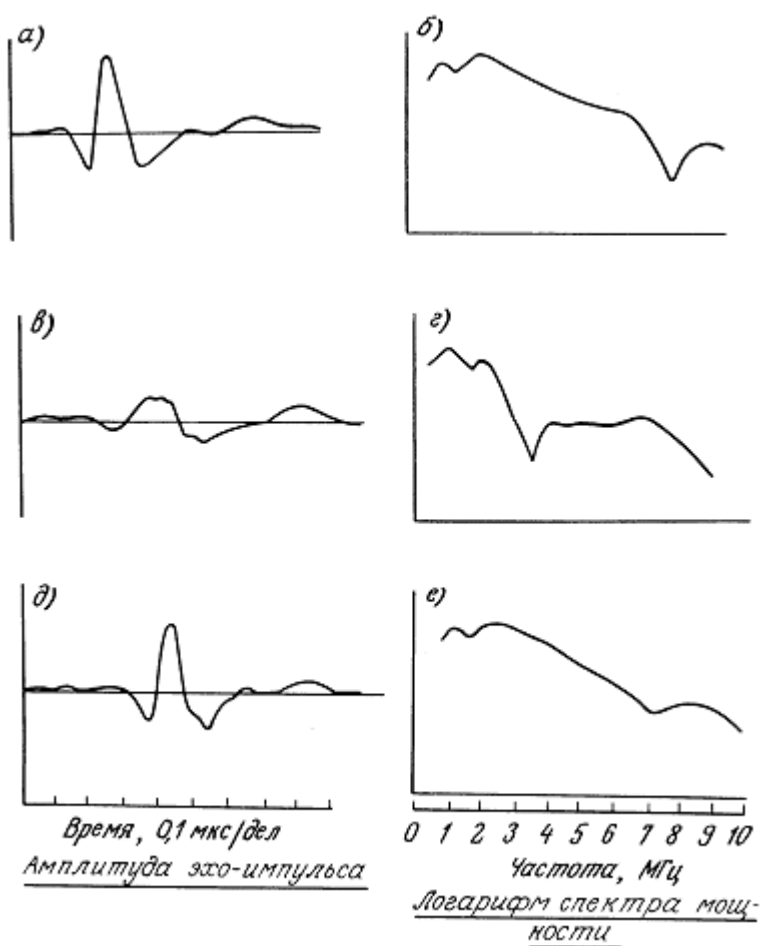 а)
б)
в)
г)
д)
е)
Время, 0,1 мкс/дел
Амплитуда эхо-импульса
0 1 2 3 4 5 6 7 8 9 10
Частота, МГц
Логарифм спектра мощ-
ности